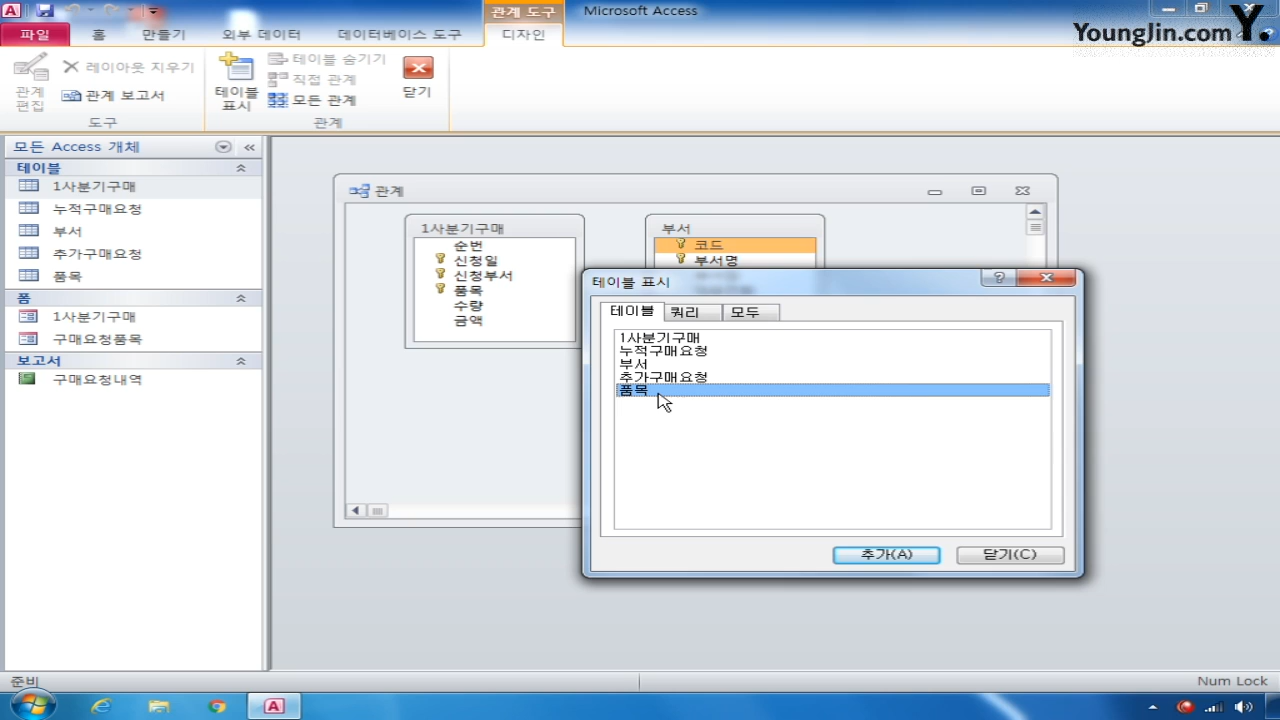 관계 도구
Microsoft Access
YoungJin.com Y.
파일
홈
만들기
외부 데이터
데이터베이스 도구
디자인
관계
편집
레이아웃 지우기
관계 보고서
도구
테이블
표시
테이블 숨기기
직접 관계
모든 관계
닫기
관계
모든 Access 개체
테이블
1사분기구매
누적구매요청
부서
추가구매요청
품목
폼
1사분기구매
구매요청품목
보고서
구매요청내역
관계
1사분기구매
순번
신청일
신청부서
품목
수량
금액
부서
코드
부서명
테이블 표시
테이블
쿼리
모두
1사분기구매
누적구매요청
부서
추가구매요청
품목
추가(A)
닫기(C)
준비
Num Lock